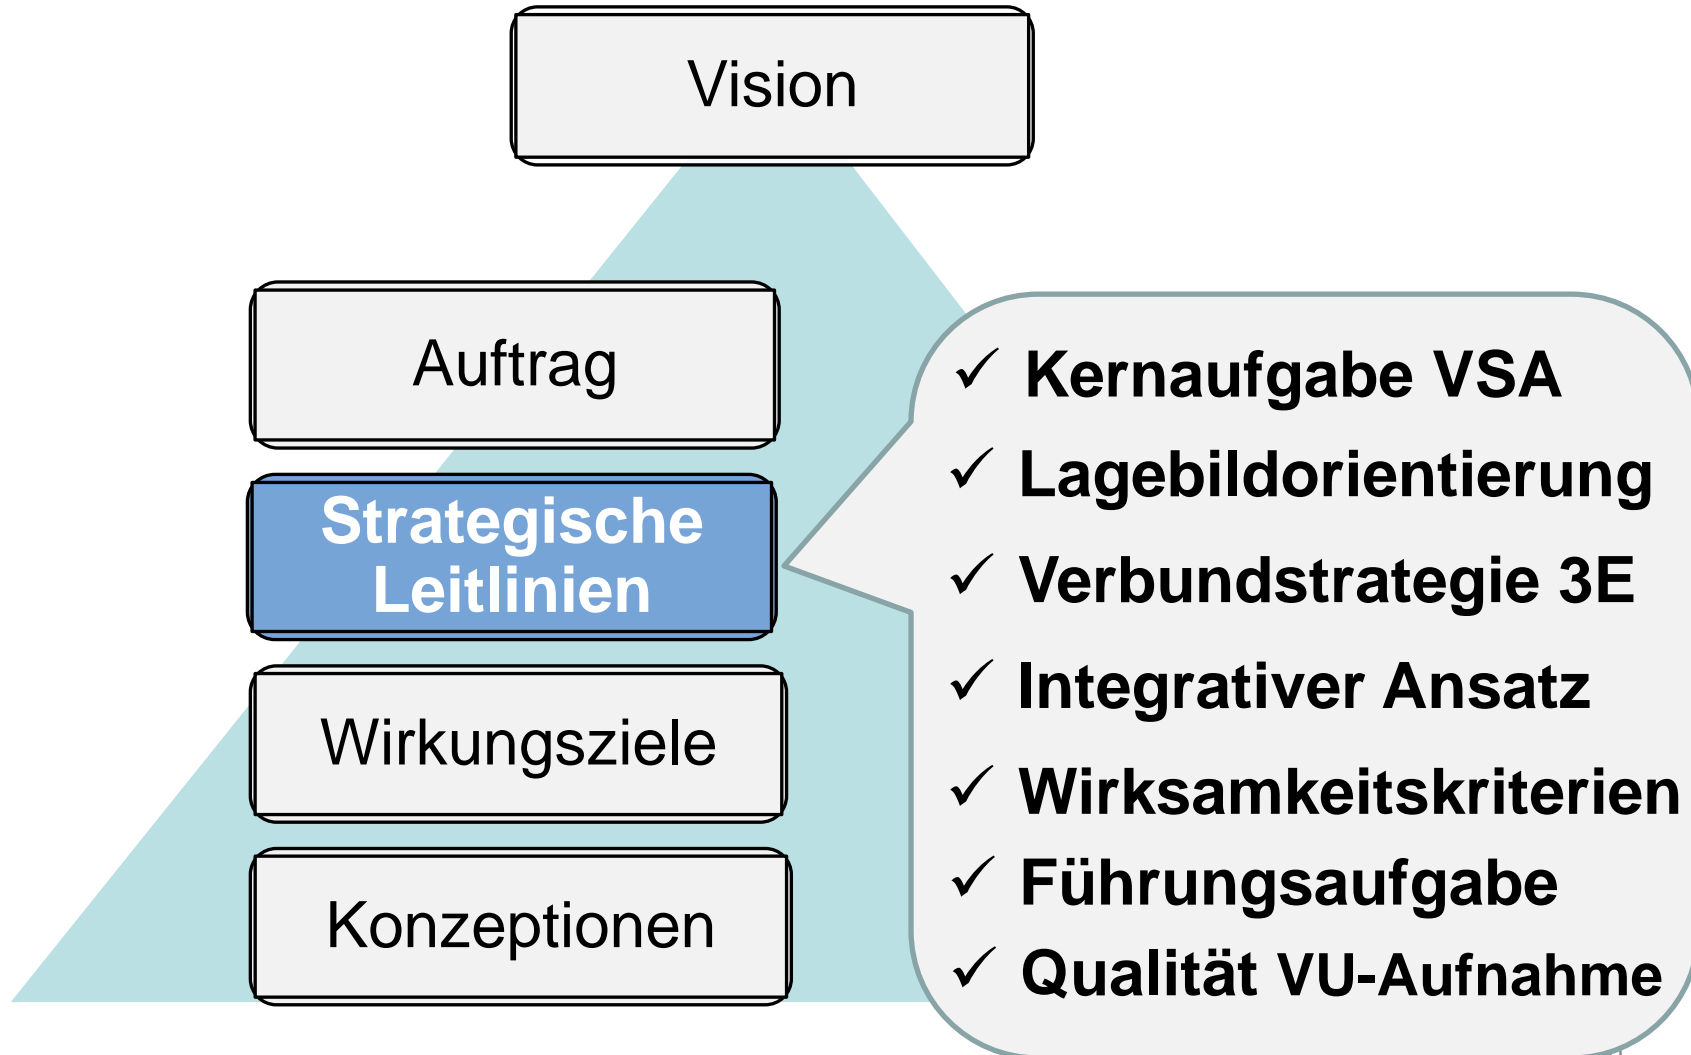 Vision
Auftrag
Strategische
Leitlinien
Wirkungsziele
Konzeptionen
✓ Kernaufgabe VSA
✓ Lagebildorientierung
✓ Verbundstrategie 3E
✓ Integrativer Ansatz
✓ Wirksamkeitskriterien
✓ Führungsaufgabe
✓ Qualität VU-Aufnahme